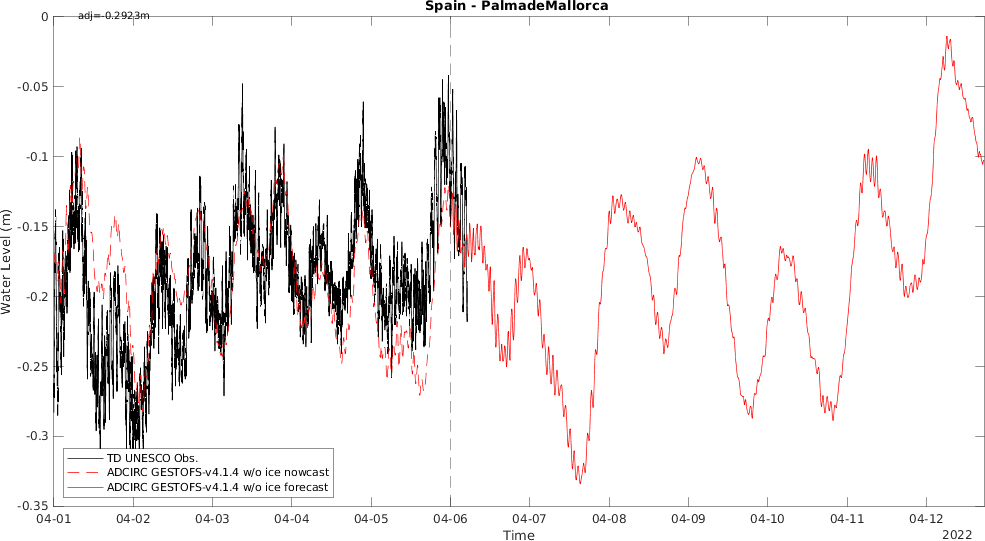 Spain - PalmadeMallorca
adj=-0.2923m
0
-0.05
-0.1
-0.15
-0.2
-0.25
-0.3
-0.35
Water Level (m)
TD UNESCO Obs.
ADCIRC GESTOFS-v4.1.4 w/o ice nowcast
ADCIRC GESTOFS-v4.1.4 w/o ice forecast
04-01 04-02 04-03 04-04 04-05 04-06 04-07 04-08 04-09 04-10 04-11 04-12
Time
2022